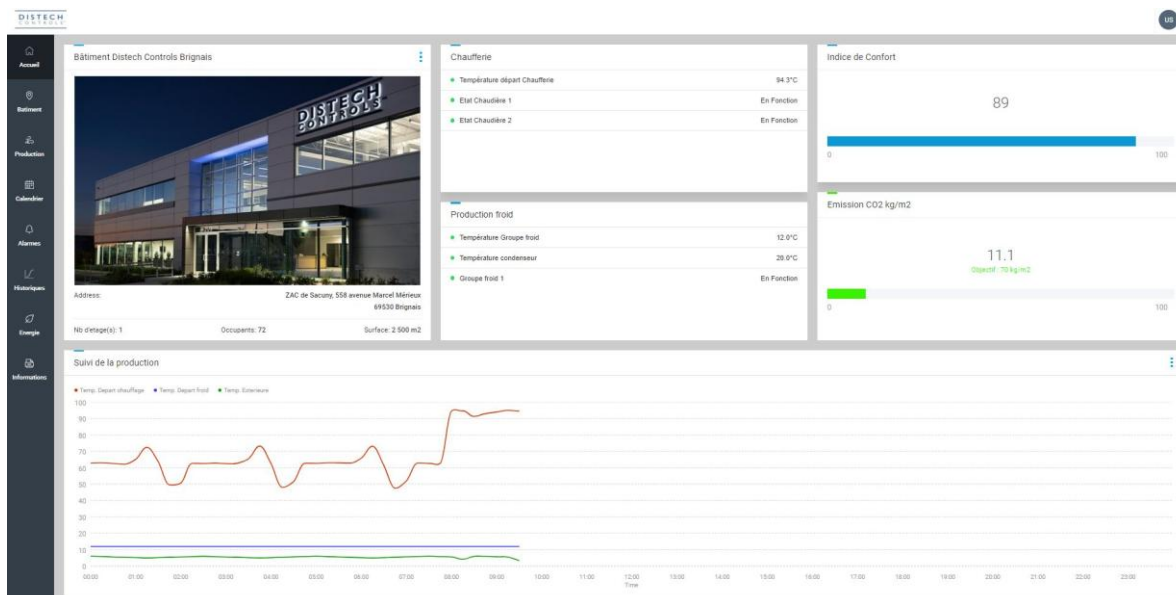 DISTECH
CONTROLS
US
Accueil
Batiment
Production
Calendrier
Alarmes
Historiques
Energie
Informations
Bâtiment Distech Controls Brignais
DISTECH
CONTROLS
Address:
ZAC de Sacuny, 558 avenue Marcel Mérieux
69530 Brignais
Nb d'etage(s): 1
Occupants: 72
Surface: 2 500 m2
Chaufferie
Température départ Chaufferie
94.3°C
Etat Chaudière 1
En Fonction
Etat Chaudière 2
En Fonction
Production froid
Température Groupe froid
12.0°C
Température condenseur
29.0°C
Groupe froid 1
En Fonction
Indice de Confort
89
0
100
Emission CO2 kg/m2
11.1
Objectif : 70 kg/m2
0
100
Suivi de la production
Temp. Depart chauffage
Temp. Depart froid
Temp. Exterieure
100
90
80
70
60
50
40
30
20
10
0
00:00
01:00
02:00
03:00
04:00
05:00
06:00
07:00
08:00
09:00
10:00
11:00
12:00
13:00
14:00
15:00
16:00
17:00
18:00
19:00
20:00
21:00
22:00
23:00
Time